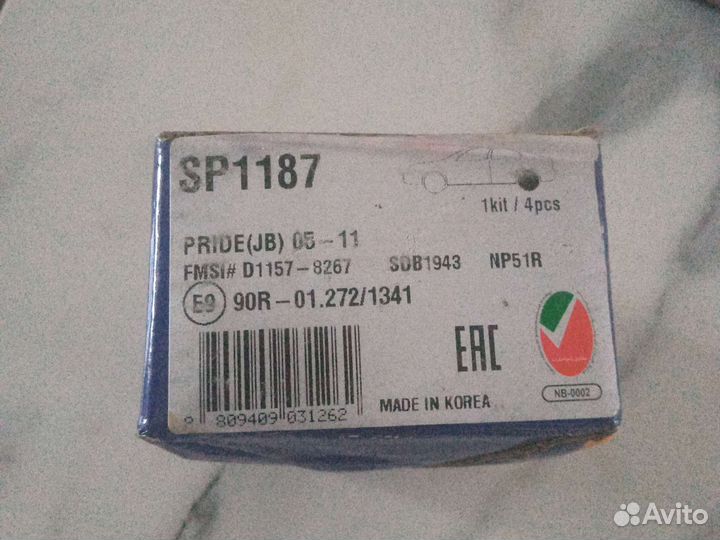 SP1187
1kit / 4pcs
PRIDE(JB) 05-11
FMSI# D1157-8267 SDB1943 NP51R
E9 90R-01.272/1341
EAC
8 809409 031262
MADE IN KOREA
NB-0002
Avito